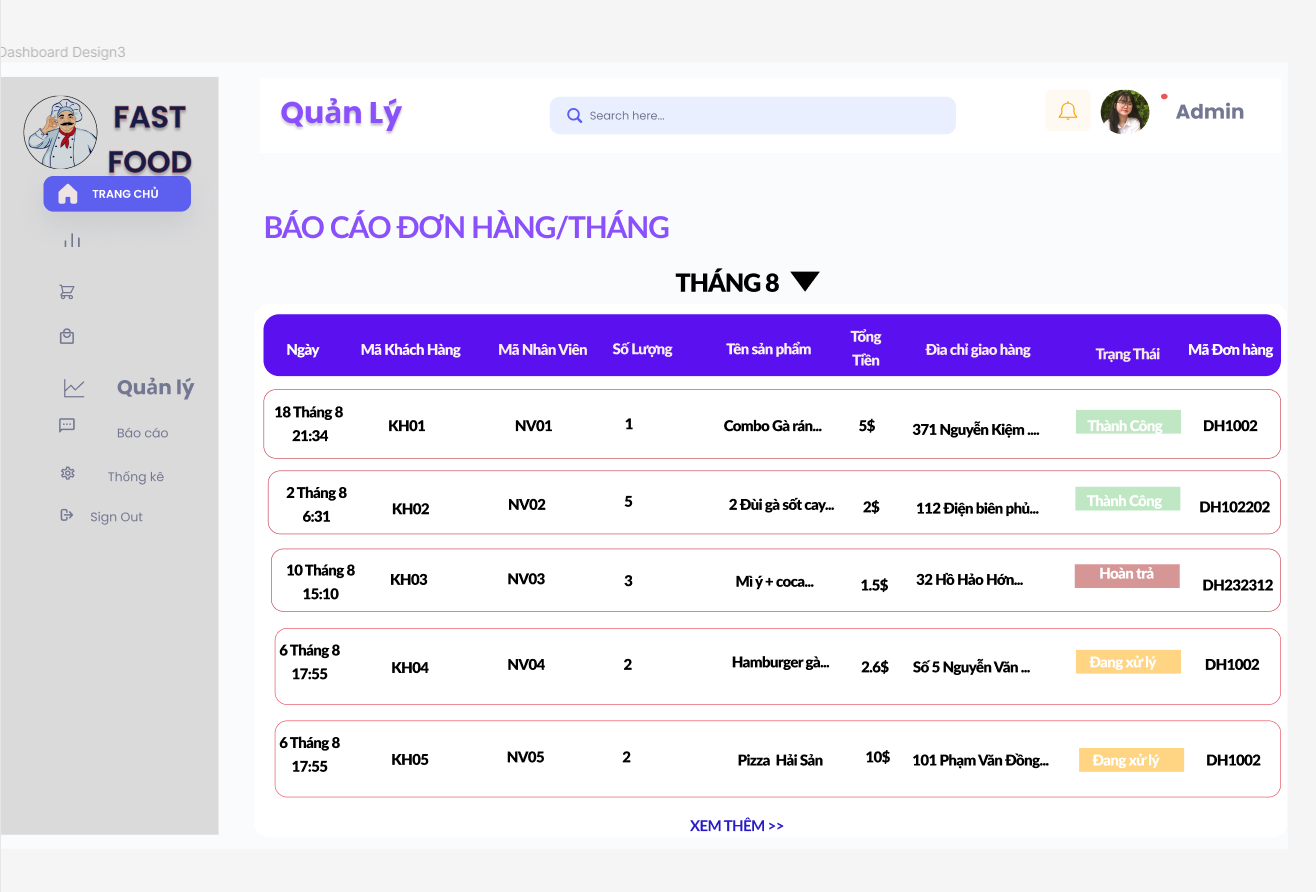 Dashboard Design3
FAST
FOOD
TRANG CHỦ
Quản lý
Báo cáo
Thống kê
Sign Out
Quản Lý
Search here...
Admin
BÁO CÁO ĐƠN HÀNG/THÁNG
THÁNG 8
Ngày Mã Khách Hàng Mã Nhân Viên Số Lượng Tên sản phẩm Tổng Tiền Đìa chỉ giao hàng Trạng Thái Mã Đơn hàng
18 Tháng 8
21:34
KH01 NV01 1 Combo Gà rán... 5$ 371 Nguyễn Kiệm .... Thành Công DH1002
2 Tháng 8
6:31
KH02 NV02 5 2 Đùi gà sốt cay... 2$ 112 Điện biên phủ... Thành Công DH102202
10 Tháng 8
15:10
KH03 NV03 3 Mì ý + coca... 1.5$ 32 Hồ Hảo Hớn... Hoàn trả DH232312
6 Tháng 8
17:55
KH04 NV04 2 Hamburger gà... 2.6$ Số 5 Nguyễn Văn ... Đang xử lý DH1002
6 Tháng 8
17:55
KH05 NV05 2 Pizza Hải Sản 10$ 101 Phạm Văn Đồng... Đang xử lý DH1002
XEM THÊM >>